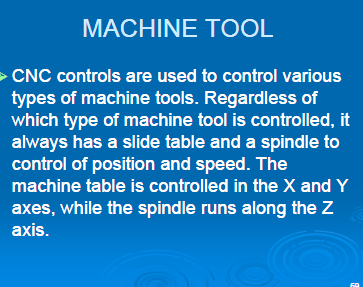 MACHINE TOOL
CNC controls are used to control various
types of machine tools. Regardless of
which type of machine tool is controlled, it
always has a slide table and a spindle to
control of position and speed. The
machine table is controlled in the X and Y
axes, while the spindle runs along the Z
axis.